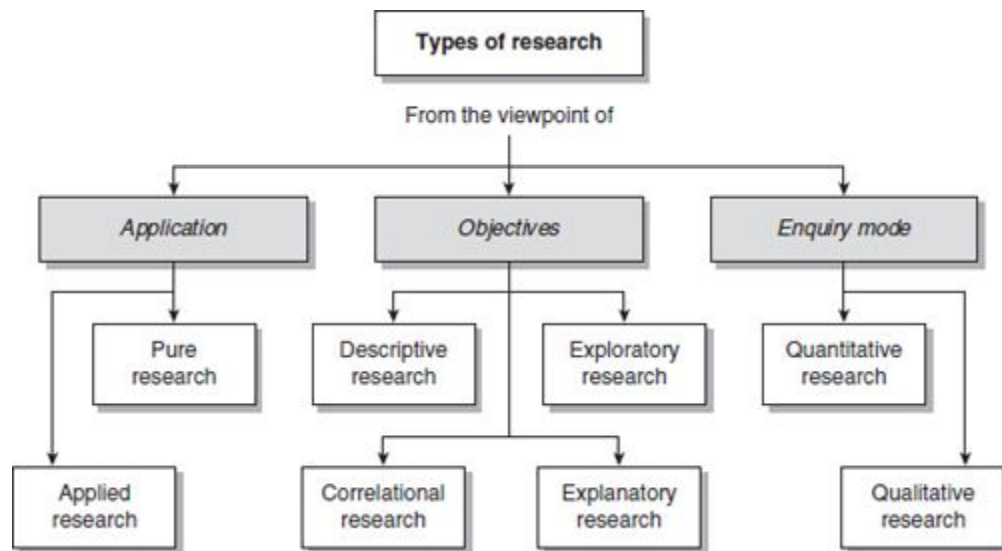 Types of research
From the viewpoint of
Application
Objectives
Enquiry mode
Pure
research
Descriptive
research
Exploratory
research
Quantitative
research
Applied
research
Correlational
research
Explanatory
research
Qualitative
research